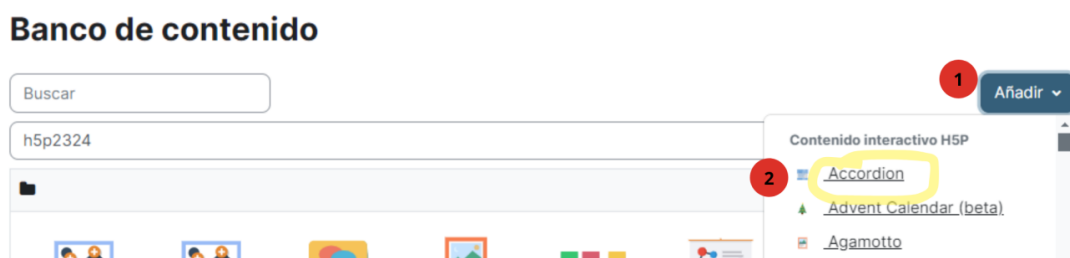 Banco de contenido
Buscar
1
Añadir
h5p2324
Contenido interactivo H5P
2
Accordion
Advent Calendar (beta)
Agamotto